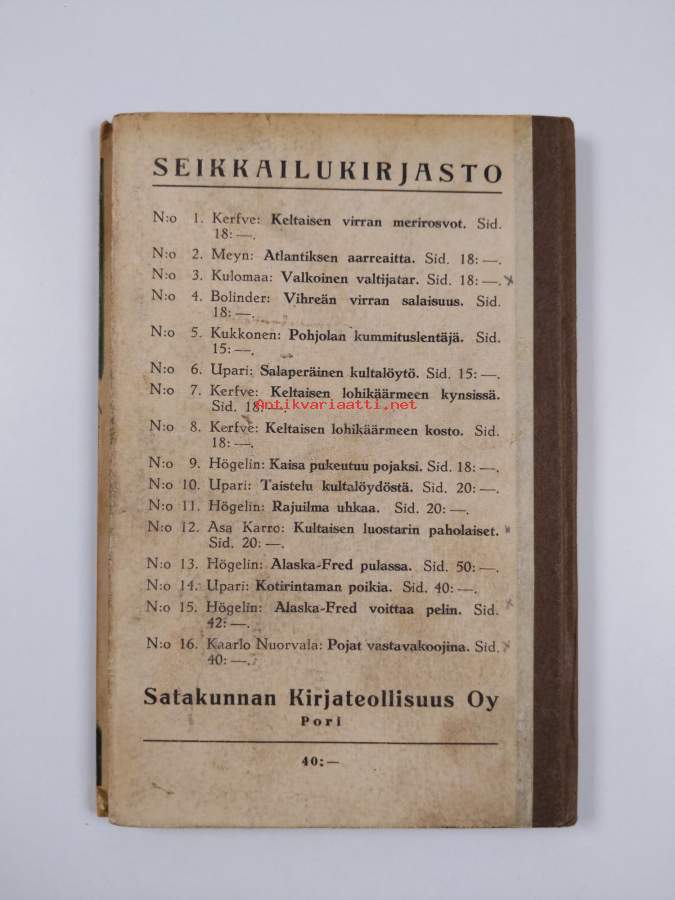 SEIKKAILUKIRJASTO
N:o 1. Kerfve: Keltaisen virran merirosvot. Sid.
18: —.
N:o 2. Meyn: Atlantiksen aarreaitta. Sid. 18: —.
N:o 3. Kulomaa: Valkoinen valtijatar. Sid. 18: —.
N:o 4. Bolinder: Vihreän virran salaisuus. Sid.
18: —.
N:o 5. Kukkonen: Pohjolan kummituslentäjä. Sid.
15: —.
N:o 6. Upari: Salaperäinen kultalöytö. Sid. 15: —.
N:o 7. Kerfve: Keltaisen lohikäärmeen kynsissä.
Sid. 18: —.
Antikvariaatti.net
N:o 8. Kerfve: Keltaisen lohikäärmeen kosto. Sid.
18: —.
N:o 9. Högelin: Kaisa pukeutuu pojaksi. Sid. 18: —.
N:o 10. Upari: Taistelu kultalöydöstä. Sid. 20: —.
N:o 11. Högelin: Rajuilma uhkaa. Sid. 20: —.
N:o 12. Asa Karro: Kultaisen luostarin paholaiset.
Sid. 20: —.
N:o 13. Högelin: Alaska-Fred pulassa. Sid. 50: —.
N:o 14. Upari: Kotirintaman poikia. Sid. 40: —.
N:o 15. Högelin: Alaska-Fred voittaa pelin. Sid.
42: —.
N:o 16. Kaarlo Nuorvala: Pojat vastavakoojina. Sid.
40: —.
Satakunnan Kirjateollisuus Oy
Pori
40: —